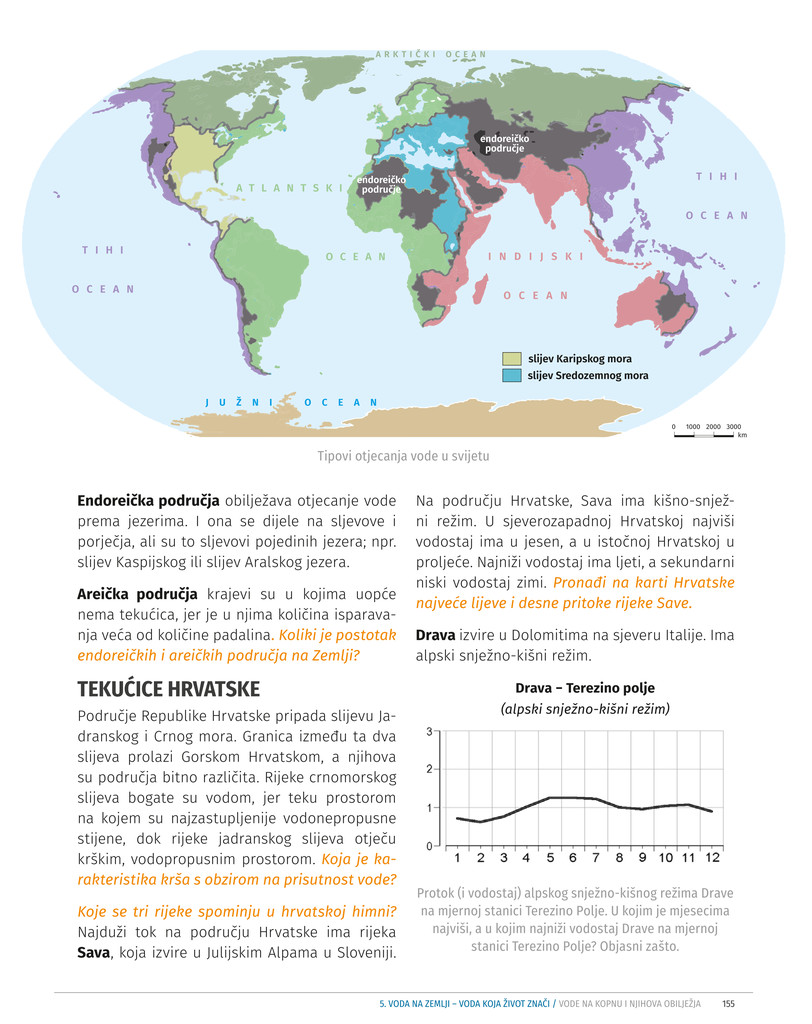 ARKTIČKI OCEAN
endoreičko
područje
endoreičko
područje
ATLANTSKI
OCEAN
TIHI
OCEAN
TIHI
OCEAN
INDIJSKI
OCEAN
slijev Karipskog mora
slijev Sredozemnog mora
JUŽNI OCEAN
0 1000 2000 3000
km
Tipovi otjecanja vode u svijetu
Endoreička područja obilježava otjecanje vode
prema jezerima. I ona se dijele na sljevove i
porječja, ali su to sljevovi pojedinih jezera; npr.
slijev Kaspijskog ili slijev Aralskog jezera.
Areička područja krajevi su u kojima uopće
nema tekućica, jer je u njima količina isparava-
nja veća od količine padalina. Koliki je postotak
endoreičkih i areičkih područja na Zemlji?
TEKUĆICE HRVATSKE
Područje Republike Hrvatske pripada slijevu Ja-
dranskog i Crnog mora. Granica između ta dva
slijeva prolazi Gorskom Hrvatskom, a njihova
su područja bitno različita. Rijeke crnomorskog
slijeva bogate su vodom, jer teku prostorom
na kojem su najzastupljenije vodonepropusne
stijene, dok rijeke jadranskog slijeva otječu
krškim, vodopropusnim prostorom. Koja je ka-
rakteristika krša s obzirom na prisutnost vode?
Koje se tri rijeke spominju u hrvatskoj himni?
Najduži tok na području Hrvatske ima rijeka
Sava, koja izvire u Julijskim Alpama u Sloveniji.
Na području Hrvatske, Sava ima kišno-snjež-
ni režim. U sjeverozapadnoj Hrvatskoj najviši
vodostaj ima u jesen, a u istočnoj Hrvatskoj u
proljeće. Najniži vodostaj ima ljeti, a sekundarni
niski vodostaj zimi. Pronađi na karti Hrvatske
najveće lijeve i desne pritoke rijeke Save.
Drava izvire u Dolomitima na sjeveru Italije. Ima
alpski snježno-kišni režim.
Drava – Terezino polje
(alpski snježno-kišni režim)
3
2
1
0
1 2 3 4 5 6 7 8 9 10 11 12
Protok (i vodostaj) alpskog snježno-kišnog režima Drave
na mjernoj stanici Terezino Polje. U kojim je mjesecima
najviši, a u kojim najniži vodostaj Drave na mjernoj
stanici Terezino Polje? Objasni zašto.
5. VODA NA ZEMLJI – VODA KOJA ŽIVOT ZNAČI / VODE NA KOPNU I NJIHOVA OBILJEŽJA 155